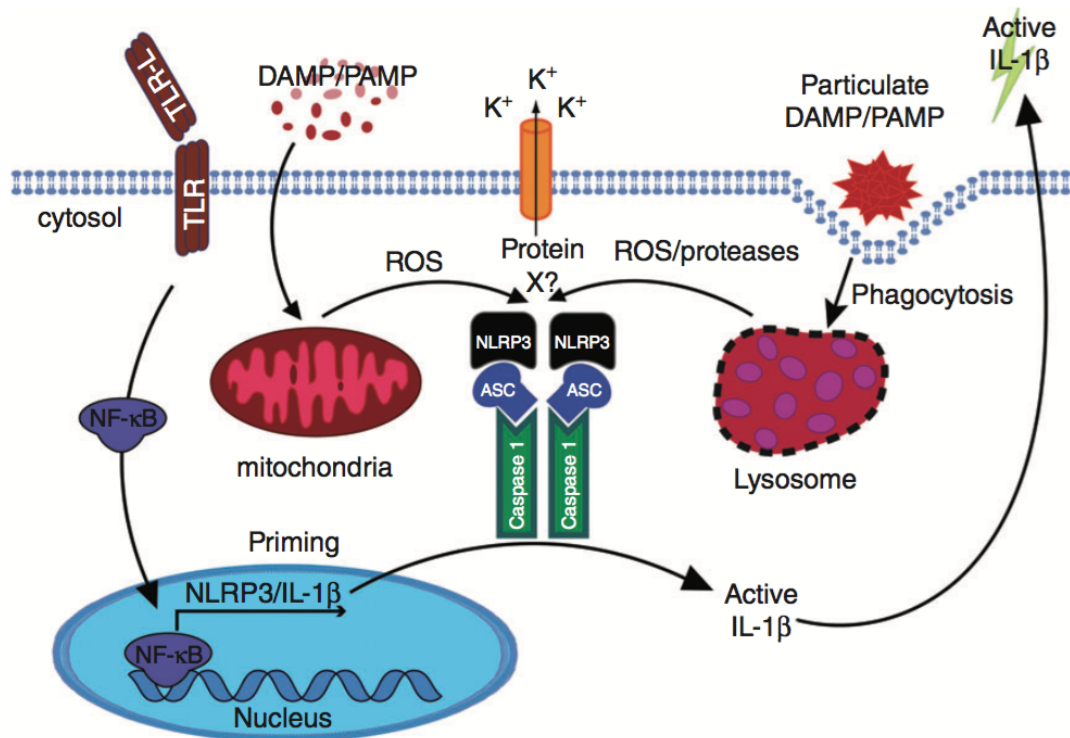 TLR-L
TLR
cytosol
DAMP/PAMP
K⁺
K⁺
K⁺
Particulate
DAMP/PAMP
Active
IL-1β
ROS
Protein
X?
ROS/proteases
Phagocytosis
NLRP3
NLRP3
ASC
ASC
Caspase 1
Caspase 1
mitochondria
Lysosome
NF-κB
Priming
NLRP3/IL-1β
NF-κB
Nucleus
Active
IL-1β